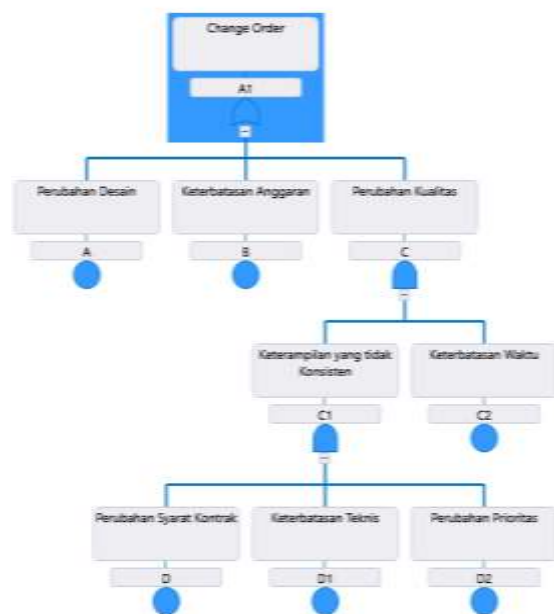 Change Order
A1
Perubahan Desain
Keterbatasan Anggaran
Perubahan Kualitas
A
B
C
Keterampilan yang tidak
Konsisten
Keterbatasan Waktu
C1
C2
Perubahan Syarat Kontrak
Keterbatasan Teknis
Perubahan Prioritas
D
D1
D2